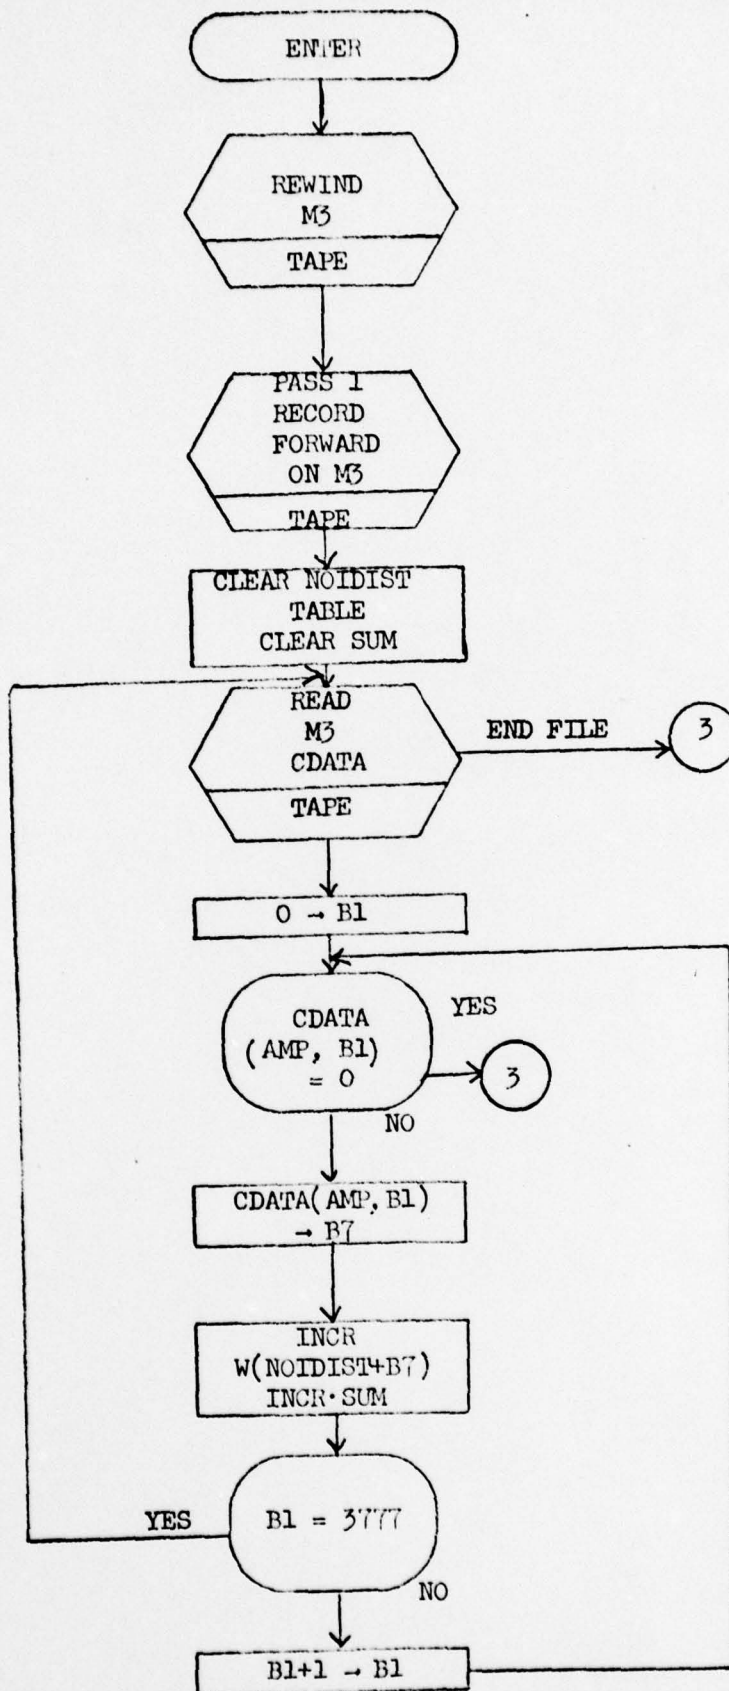 ENTER
REWIND
M3
TAPE
PASS 1
RECORD
FORWARD
ON M3
TAPE
CLEAR NOIDIST
TABLE
CLEAR SUM
READ
M3
CDATA
TAPE
END FILE
3
0 → B1
CDATA
(AMP, B1)
= 0
YES
3
NO
CDATA(AMP,B1)
→ B7
INCR
W(NOIDIST+B7)
INCR·SUM
B1 = 3777
YES
NO
B1+1 → B1